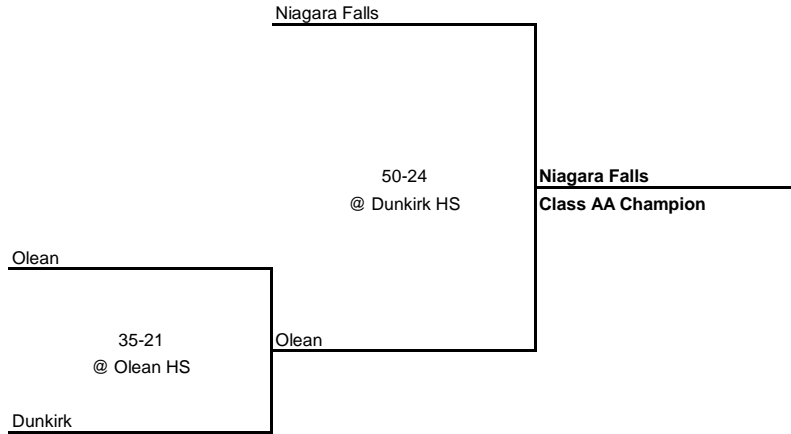 Niagara Falls
50-24
@ Dunkirk HS
Niagara Falls
Class AA Champion
Olean
35-21
@ Olean HS
Olean
Dunkirk